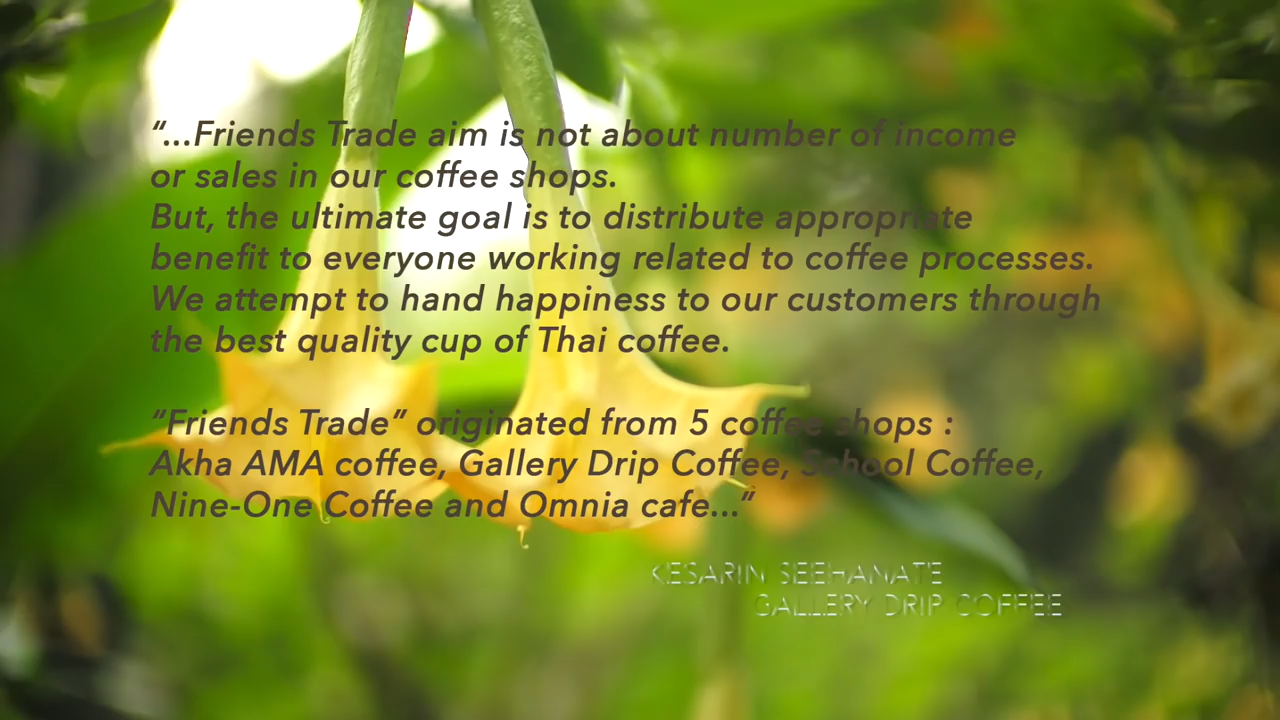 “...Friends Trade aim is not about number of income
or sales in our coffee shops.
But, the ultimate goal is to distribute appropriate
benefit to everyone working related to coffee processes.
We attempt to hand happiness to our customers through
the best quality cup of Thai coffee.
“Friends Trade” originated from 5 coffee shops :
Akha AMA coffee, Gallery Drip Coffee, School Coffee,
Nine-One Coffee and Omnia cafe...”
KESARIN SEEHANATE
GALLERY DRIP COFFEE